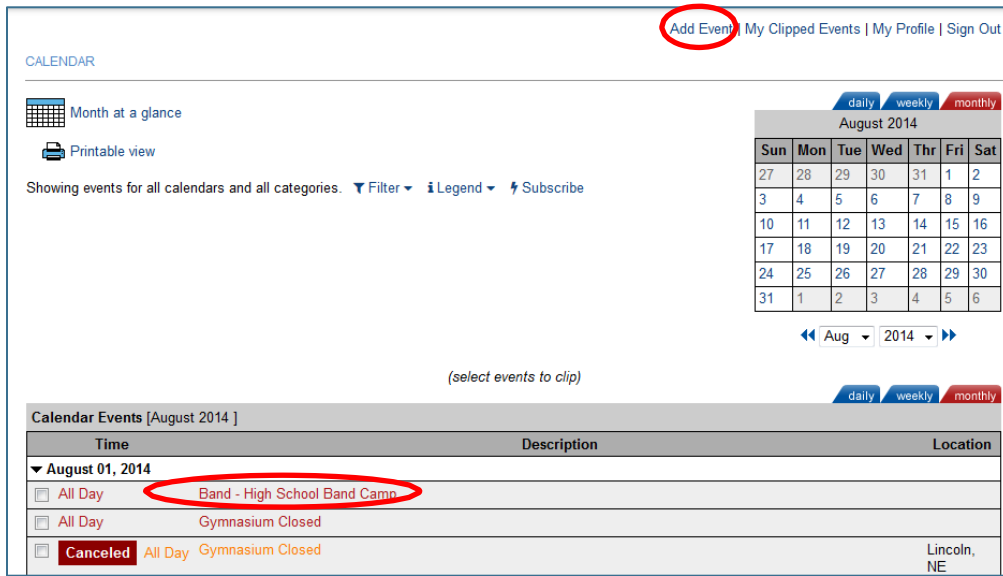 Add Event | My Clipped Events | My Profile | Sign Out
CALENDAR
Month at a glance
Printable view
Showing events for all calendars and all categories. Filter Legend Subscribe
daily weekly monthly
August 2014
Sun Mon Tue Wed Thr Fri Sat
27 28 29 30 31 1 2
3 4 5 6 7 8 9
10 11 12 13 14 15 16
17 18 19 20 21 22 23
24 25 26 27 28 29 30
31 1 2 3 4 5 6
Aug 2014
(select events to clip)
daily weekly monthly
Calendar Events [August 2014 ]
Time Description Location
August 01, 2014
All Day Band - High School Band Camp
All Day Gymnasium Closed
Canceled All Day Gymnasium Closed Lincoln,
NE